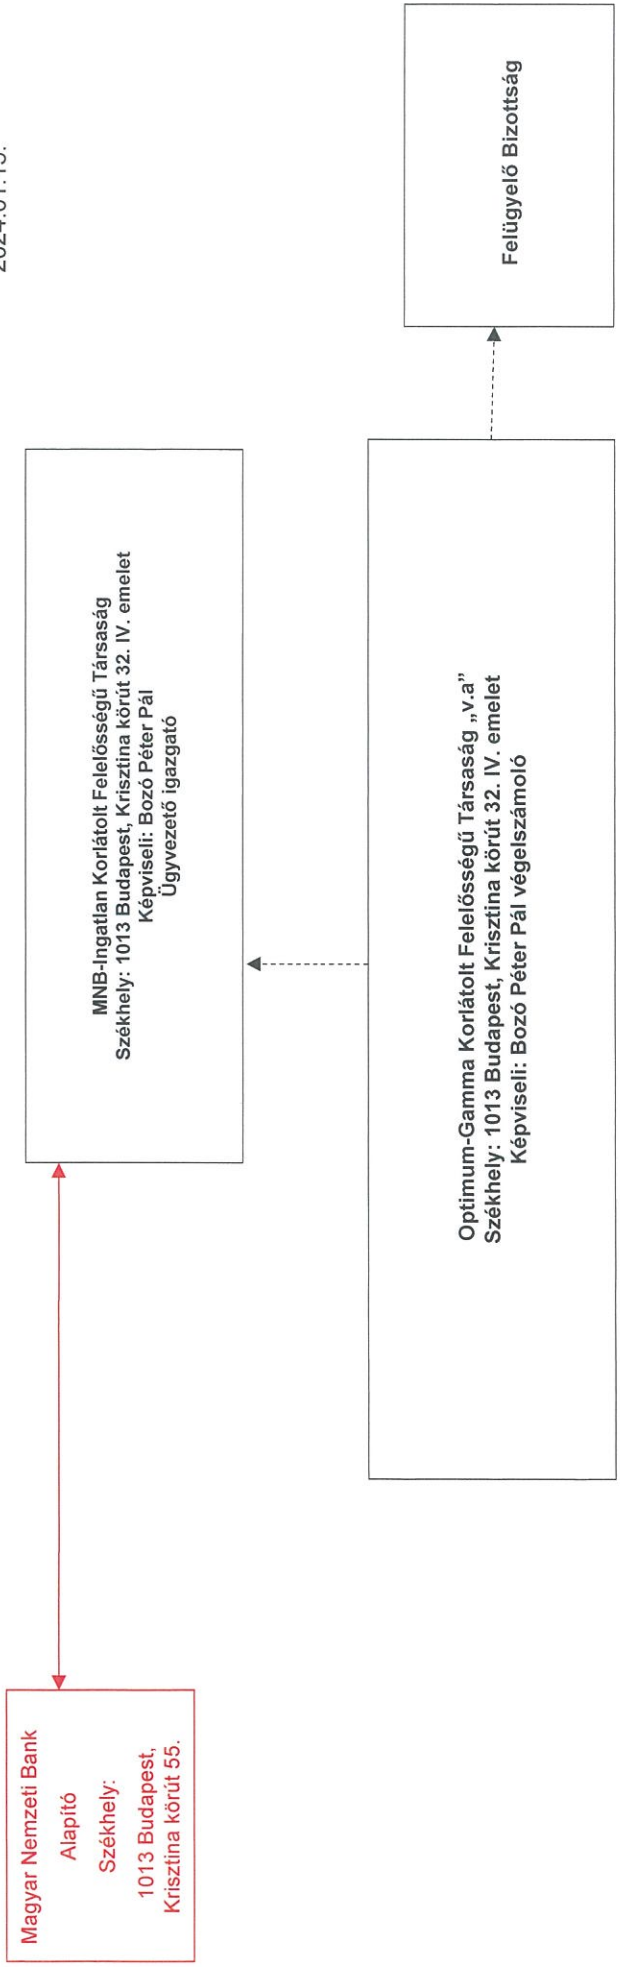 Magyar Nemzeti Bank
Alapító
Székhely:
1013 Budapest,
Krisztina körút 55.
MNB-Ingatlan Korlátolt Felelősségű Társaság
Székhely: 1013 Budapest, Krisztina körút 32. IV. emelet
Képviseli: Bozó Péter Pál
Ügyvezető igazgató
Optimum-Gamma Korlátolt Felelősségű Társaság „v.a”
Székhely: 1013 Budapest, Krisztina körút 32. IV. emelet
Képviseli: Bozó Péter Pál végelszámoló
Felügyelő Bizottság